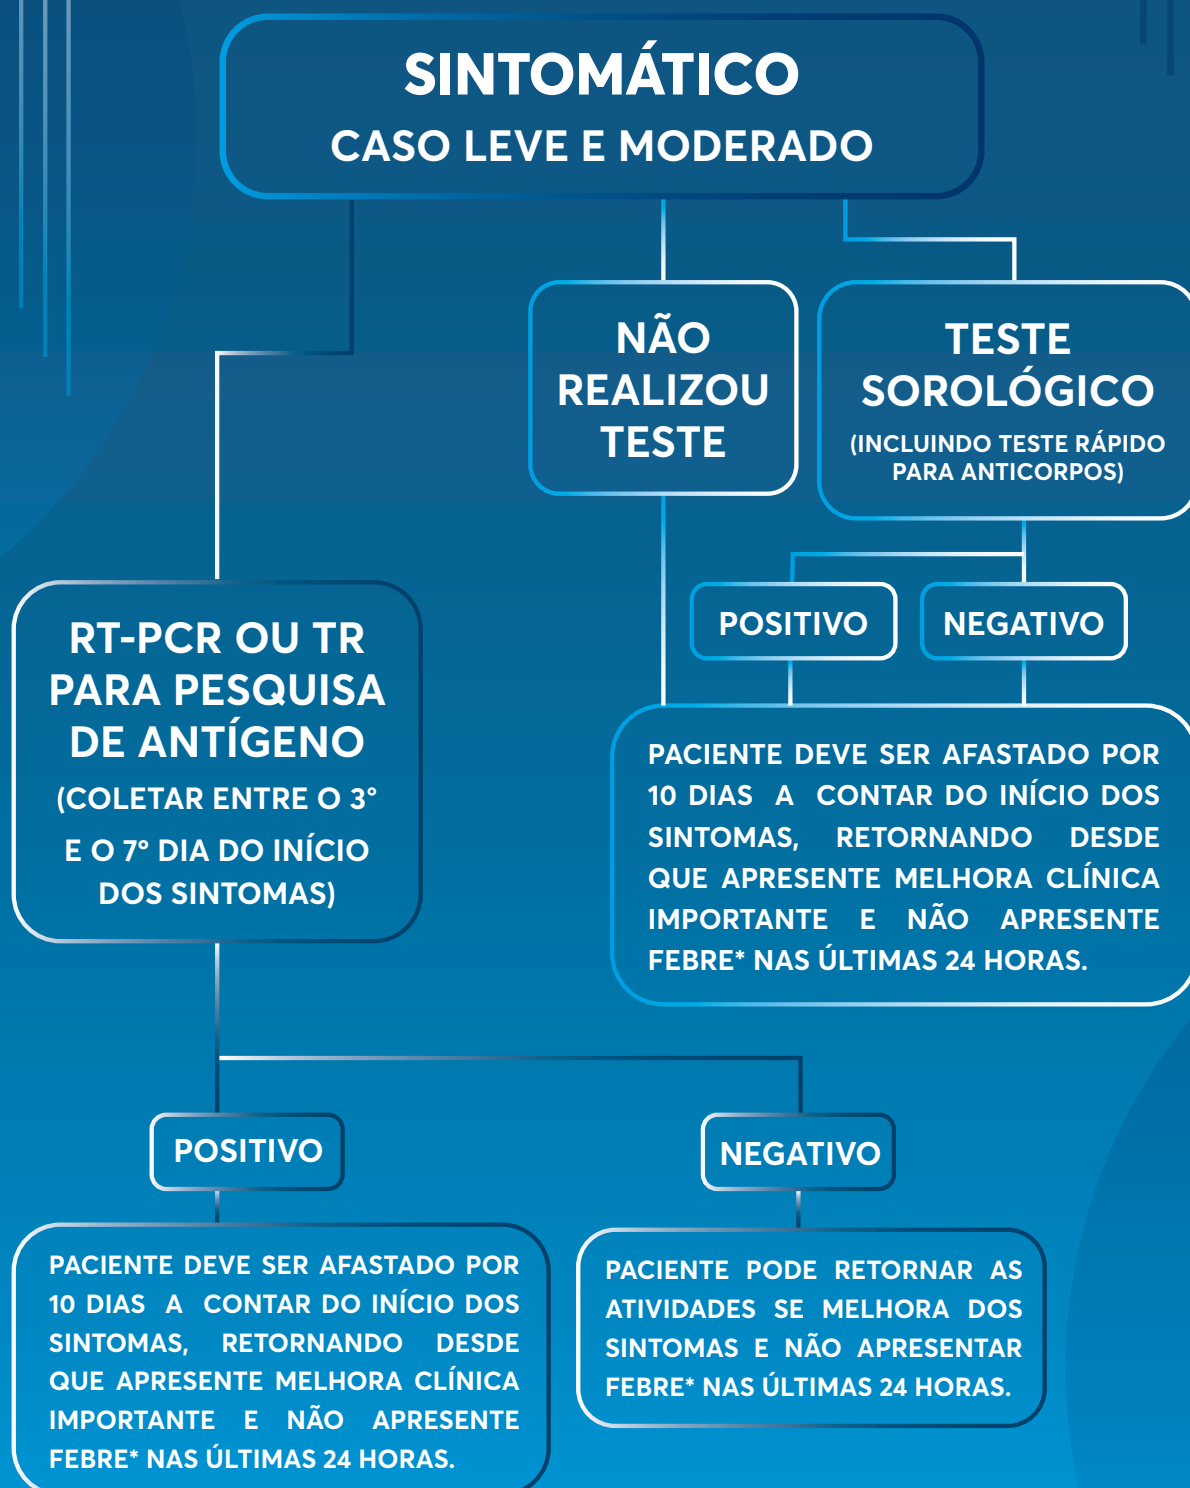 SINTOMÁTICO
CASO LEVE E MODERADO
NÃO
REALIZOU
TESTE
TESTE
SOROLÓGICO
(INCLUINDO TESTE RÁPIDO
PARA ANTICORPOS)
POSITIVO
NEGATIVO
PACIENTE DEVE SER AFASTADO POR
10 DIAS A CONTAR DO INÍCIO DOS
SINTOMAS, RETORNANDO DESDE
QUE APRESENTE MELHORA CLÍNICA
IMPORTANTE E NÃO APRESENTE
FEBRE* NAS ÚLTIMAS 24 HORAS.
RT-PCR OU TR
PARA PESQUISA
DE ANTÍGENO
(COLETAR ENTRE O 3°
E O 7° DIA DO INÍCIO
DOS SINTOMAS)
POSITIVO
NEGATIVO
PACIENTE DEVE SER AFASTADO POR
10 DIAS A CONTAR DO INÍCIO DOS
SINTOMAS, RETORNANDO DESDE
QUE APRESENTE MELHORA CLÍNICA
IMPORTANTE E NÃO APRESENTE
FEBRE* NAS ÚLTIMAS 24 HORAS.
PACIENTE PODE RETORNAR AS
ATIVIDADES SE MELHORA DOS
SINTOMAS E NÃO APRESENTAR
FEBRE* NAS ÚLTIMAS 24 HORAS.